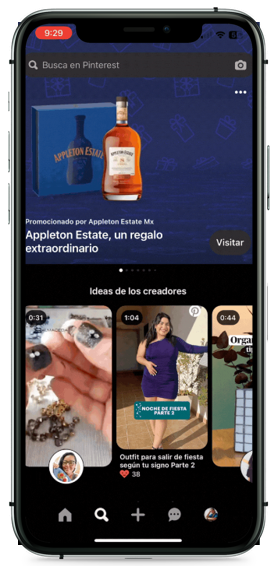 9:29
Busca en Pinterest
APPLETON ESTATE
APPLETON ESTATE
Promocionado por Appleton Estate Mx
Appleton Estate, un regalo
extraordinario
Visitar
Ideas de los creadores
0:31
1:04
0:44
NOCHE DE FIESTA
PARTE 2
Outfit para salir de fiesta
según tu signo Parte 2
38